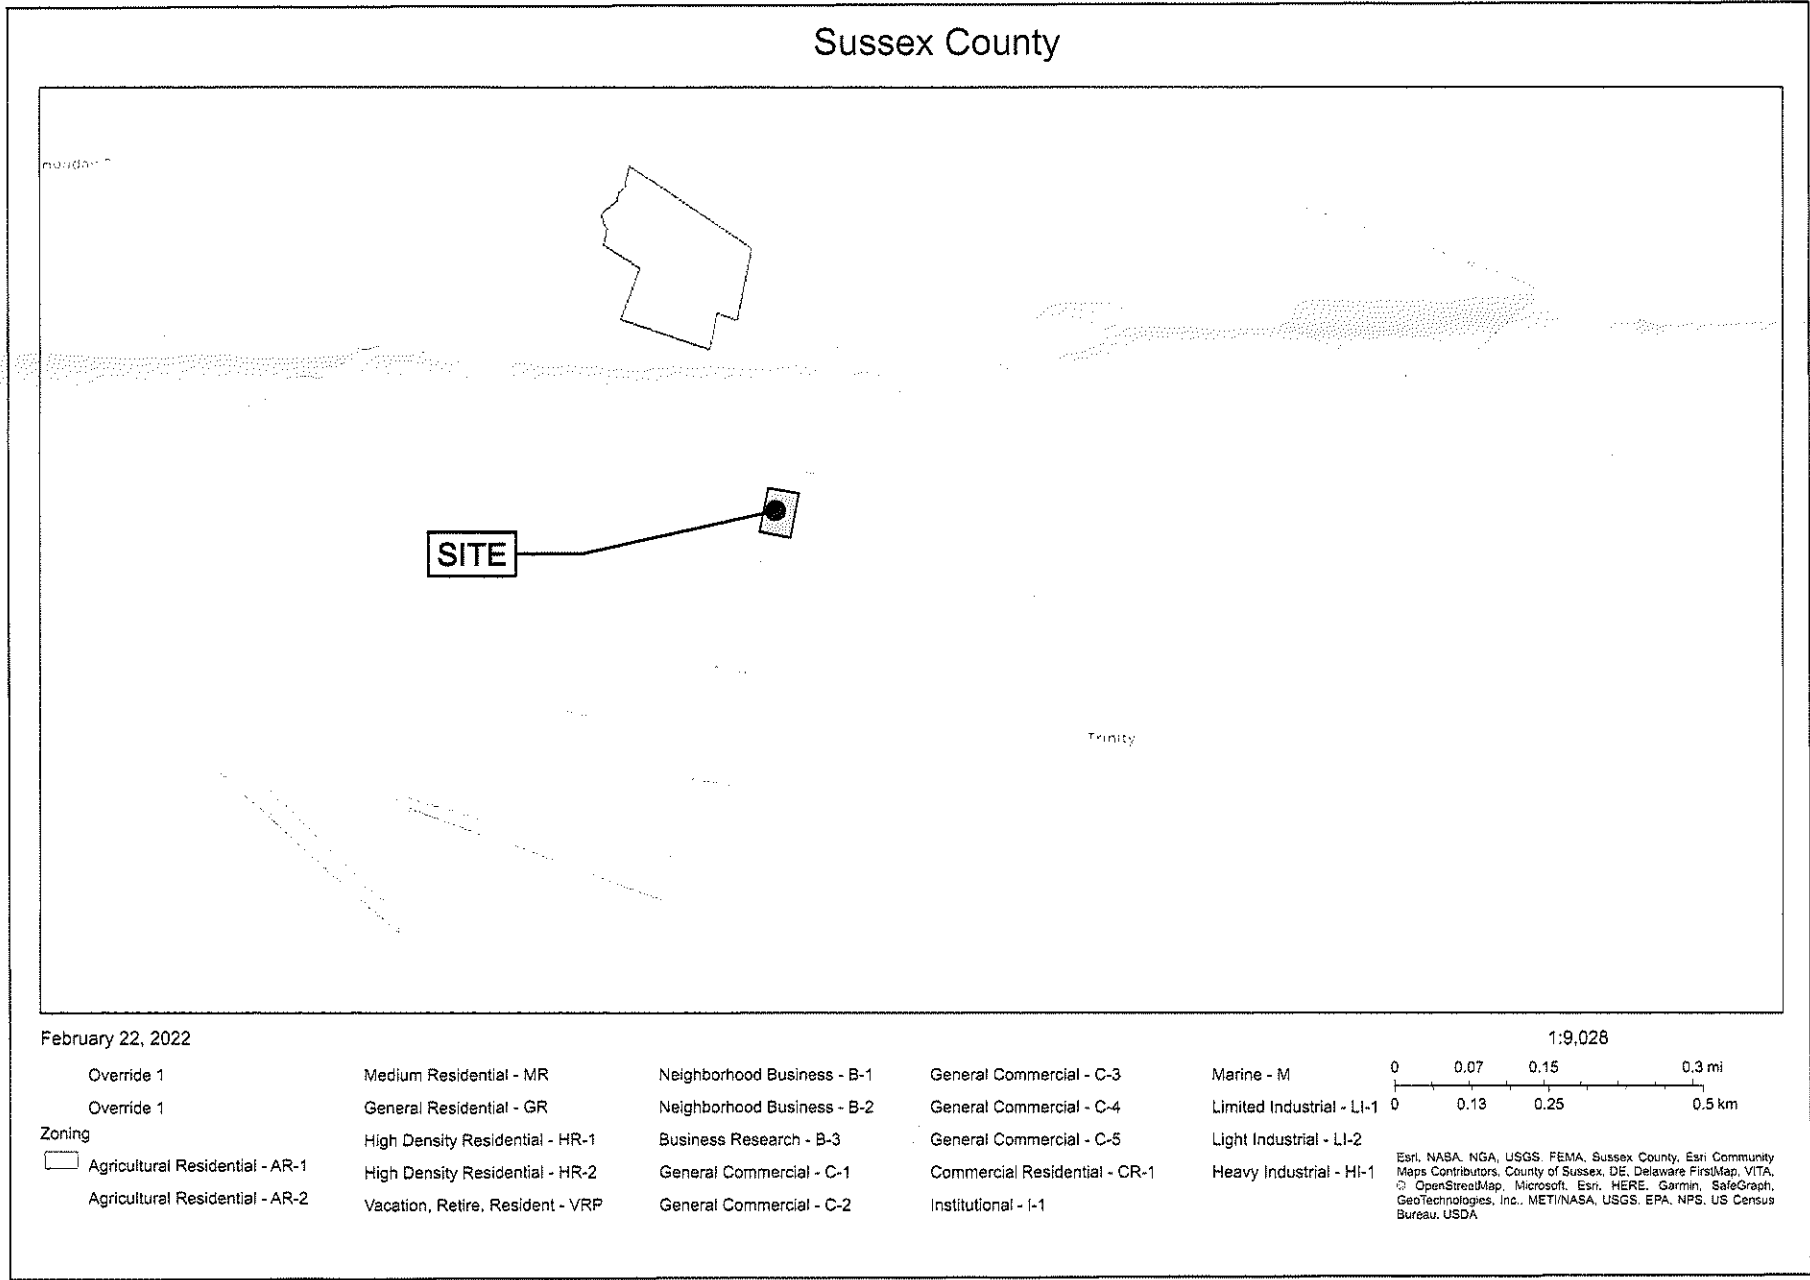 Sussex County
SITE
Trinity
February 22, 2022
1:9,028
Override 1
Override 1
Zoning
Agricultural Residential - AR-1
Agricultural Residential - AR-2
Medium Residential - MR
General Residential - GR
High Density Residential - HR-1
High Density Residential - HR-2
Vacation, Retire, Resident - VRP
Neighborhood Business - B-1
Neighborhood Business - B-2
Business Research - B-3
General Commercial - C-1
General Commercial - C-2
General Commercial - C-3
General Commercial - C-4
General Commercial - C-5
Commercial Residential - CR-1
Institutional - I-1
Marine - M
Limited Industrial - LI-1
Light Industrial - LI-2
Heavy Industrial - HI-1
0 0.07 0.15 0.3 mi
0 0.13 0.25 0.5 km
Esri, NASA, NGA, USGS, FEMA, Sussex County, Esri Community
Maps Contributors, County of Sussex, DE, Delaware FirstMap, VITA,
© OpenStreetMap, Microsoft, Esri, HERE, Garmin, SafeGraph,
GeoTechnologies, Inc., METI/NASA, USGS, EPA, NPS, US Census
Bureau, USDA